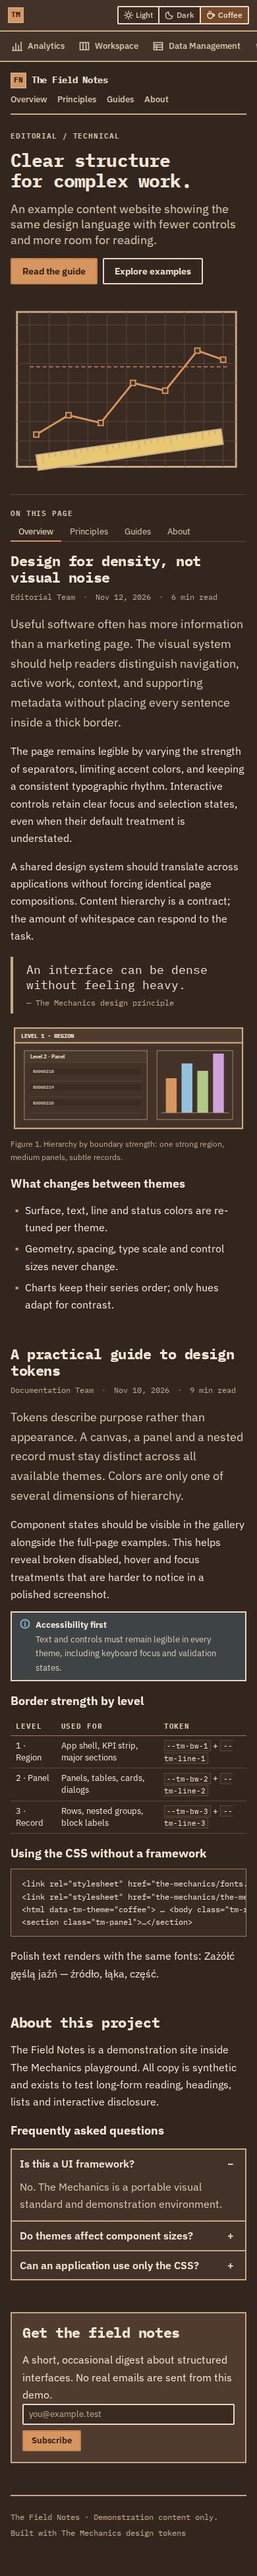 TM
Light
Dark
Coffee
Analytics
Workspace
Data Management
FN
The Field Notes
Overview
Principles
Guides
About
EDITORIAL / TECHNICAL
Clear structure
for complex work.
An example content website showing the
same design language with fewer controls
and more room for reading.
Read the guide
Explore examples
ON THIS PAGE
Overview
Principles
Guides
About
Design for density, not
visual noise
Editorial Team · Nov 12, 2026 · 6 min read
Useful software often has more information
than a marketing page. The visual system
should help readers distinguish navigation,
active work, context, and supporting
metadata without placing every sentence
inside a thick border.
The page remains legible by varying the strength
of separators, limiting accent colors, and keeping
a consistent typographic rhythm. Interactive
controls retain clear focus and selection states,
even when their default treatment is
understated.
A shared design system should translate across
applications without forcing identical page
compositions. Content hierarchy is a contract;
the amount of whitespace can respond to the
task.
An interface can be dense
without feeling heavy.
— The Mechanics design principle
LEVEL 1 · REGION
Level 2 · Panel
Figure 1. Hierarchy by boundary strength: one strong region,
medium panels, subtle records.
What changes between themes
Surface, text, line and status colors are re-
tuned per theme.
Geometry, spacing, type scale and control
sizes never change.
Charts keep their series order; only hues
adapt for contrast.
A practical guide to design
tokens
Documentation Team · Nov 10, 2026 · 9 min read
Tokens describe purpose rather than
appearance. A canvas, a panel and a nested
record must stay distinct across all
available themes. Colors are only one of
several dimensions of hierarchy.
Component states should be visible in the gallery
alongside the full-page examples. This helps
reveal broken disabled, hover and focus
treatments that are harder to notice in a
polished screenshot.
Accessibility first
Text and controls must remain legible in every
theme, including keyboard focus and validation
states.
Border strength by level
LEVEL USED FOR TOKEN
1 · Region App shell, KPI strip, major sections --tm-bw-1 + --tm-line-1
2 · Panel Panels, tables, cards, dialogs --tm-bw-2 + --tm-line-2
3 · Record Rows, nested groups, block labels --tm-bw-3 + --tm-line-3
Using the CSS without a framework
<link rel="stylesheet" href="the-mechanics/fonts.
<link rel="stylesheet" href="the-mechanics/the-me
<html data-tm-theme="coffee"> … <body class="tm-
<section class="tm-panel">…</section>
Polish text renders with the same fonts: Zażółć
gęślą jaźń — źródło, łąka, część.
About this project
The Field Notes is a demonstration site inside
The Mechanics playground. All copy is synthetic
and exists to test long-form reading, headings,
lists and interactive disclosure.
Frequently asked questions
Is this a UI framework? −
No. The Mechanics is a portable visual
standard and demonstration environment.
Do themes affect component sizes? +
Can an application use only the CSS? +
Get the field notes
A short, occasional digest about structured
interfaces. No real emails are sent from this
demo.
you@example.test
Subscribe
The Field Notes · Demonstration content only.
Built with The Mechanics design tokens